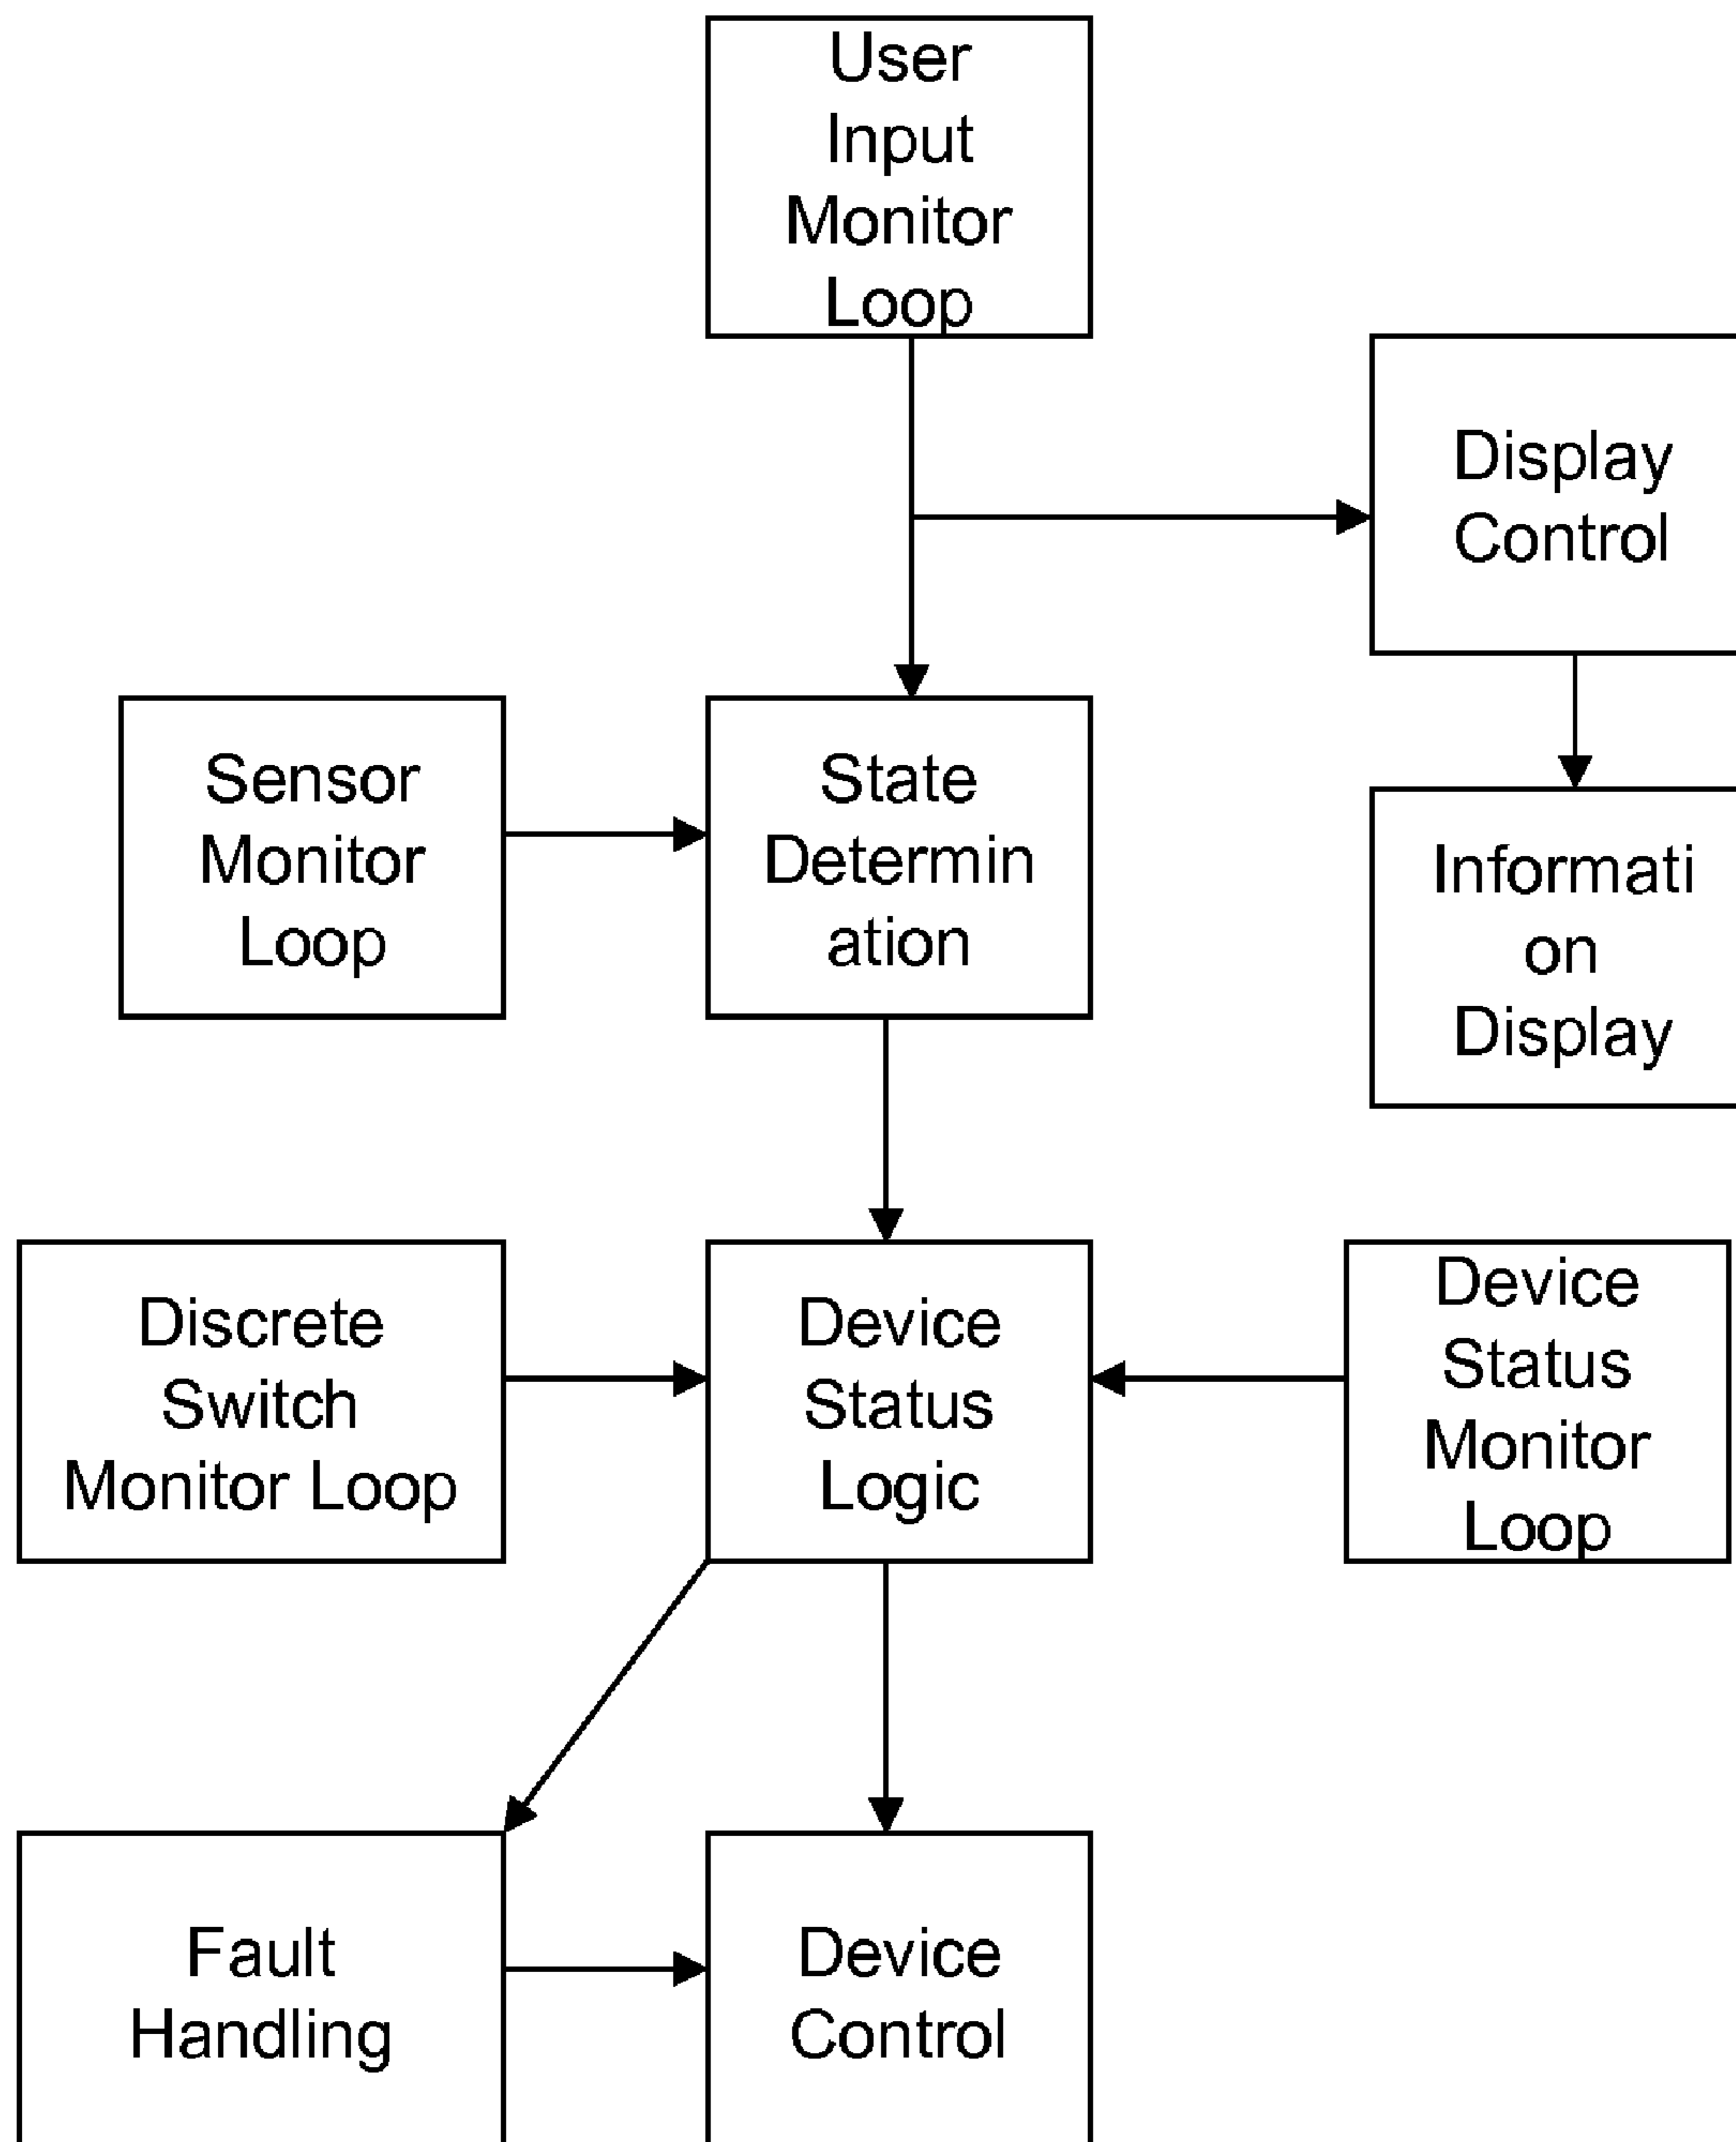 User
Input
Monitor
Loop
Display
Control
Sensor
Monitor
Loop
State
Determin
ation
Informati
on
Display
Discrete
Switch
Monitor Loop
Device
Status
Logic
Device
Status
Monitor
Loop
Fault
Handling
Device
Control